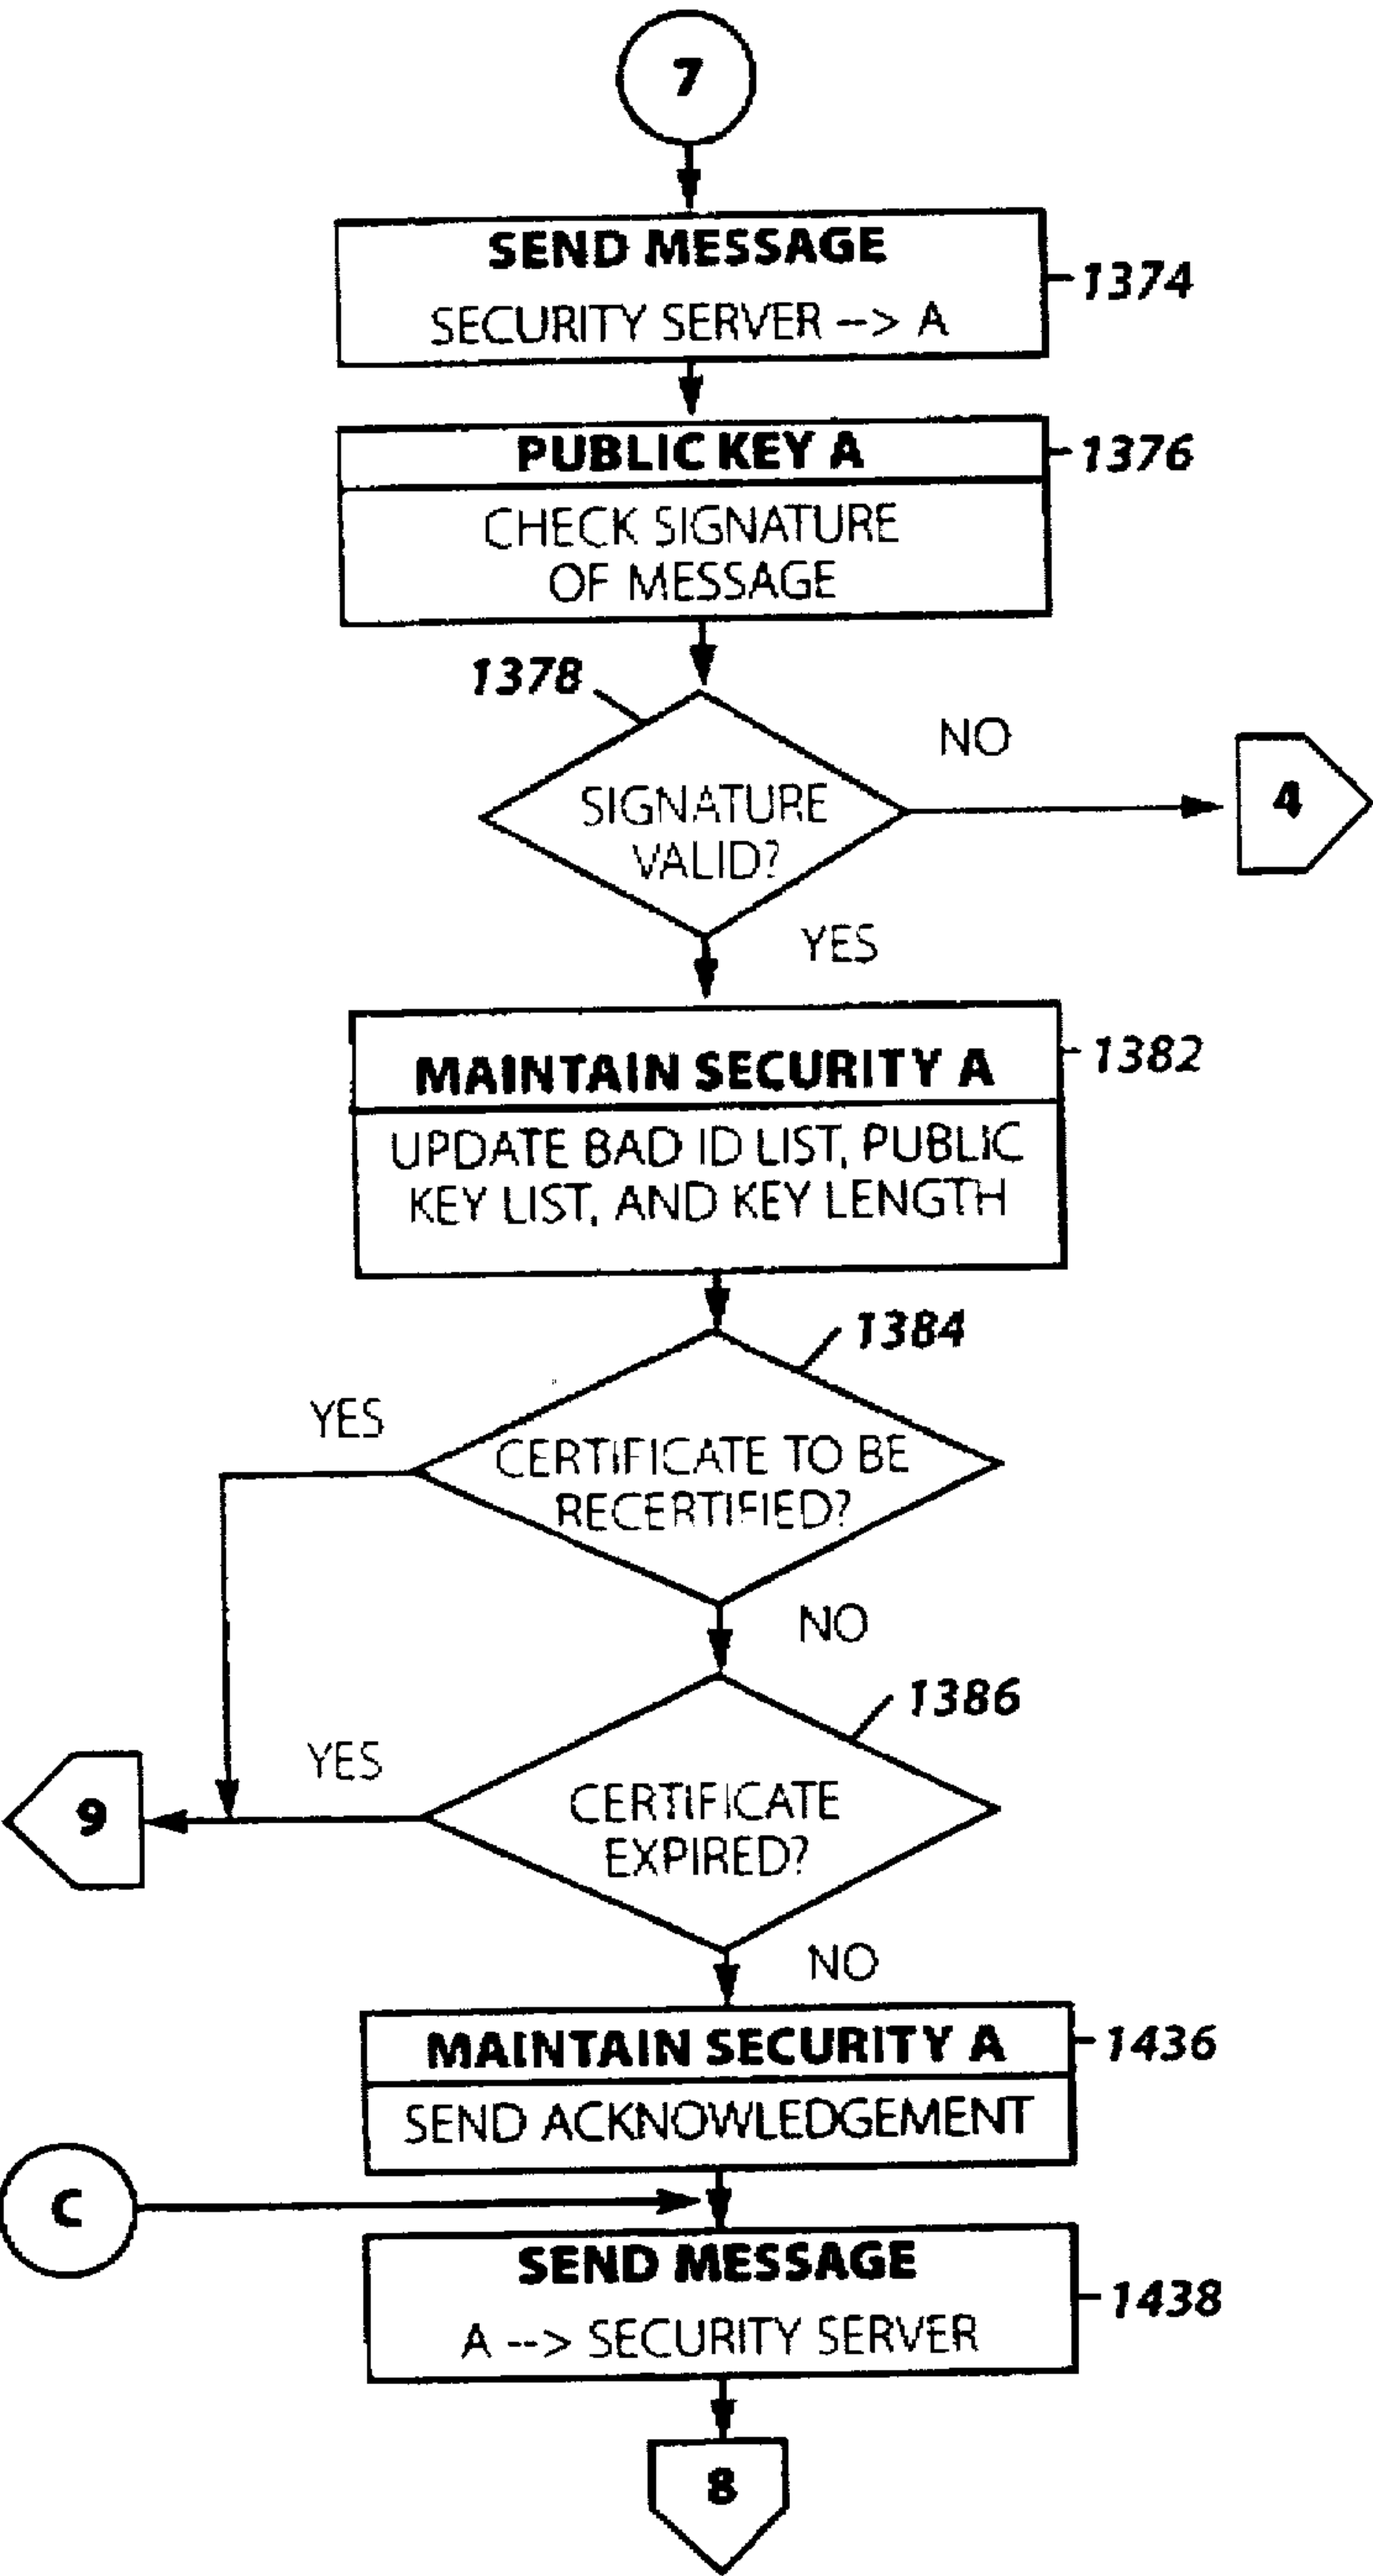 7
SEND MESSAGE
SECURITY SERVER --> A
1374
PUBLIC KEY A
1376
CHECK SIGNATURE
OF MESSAGE
1378
NO
SIGNATURE
VALID?
4
YES
MAINTAIN SECURITY A
1382
UPDATE BAD ID LIST, PUBLIC
KEY LIST, AND KEY LENGTH
1384
YES
CERTIFICATE TO BE
RECERTIFIED?
NO
1386
YES
CERTIFICATE
EXPIRED?
9
NO
MAINTAIN SECURITY A
1436
SEND ACKNOWLEDGEMENT
C
SEND MESSAGE
A --> SECURITY SERVER
1438
8